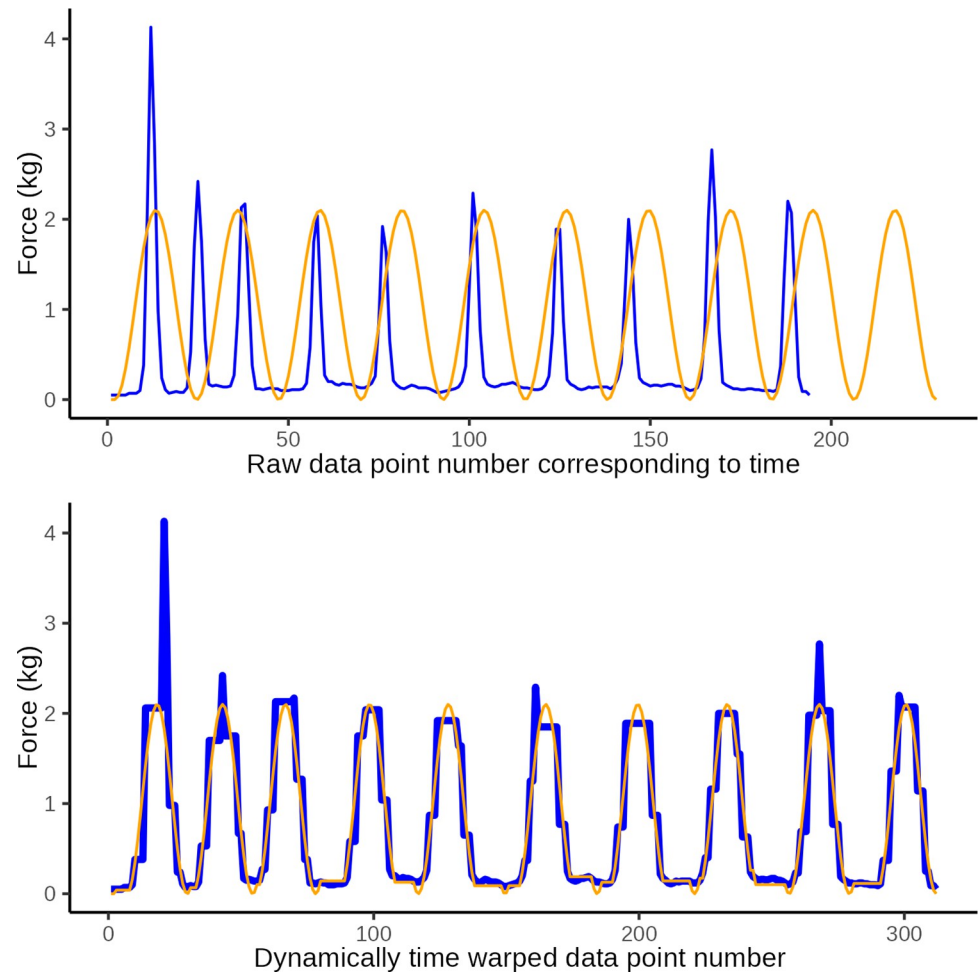 Force (kg)
4
3
2
1
0
0 50 100 150 200
Raw data point number corresponding to time
Force (kg)
4
3
2
1
0
0 100 200 300
Dynamically time warped data point number